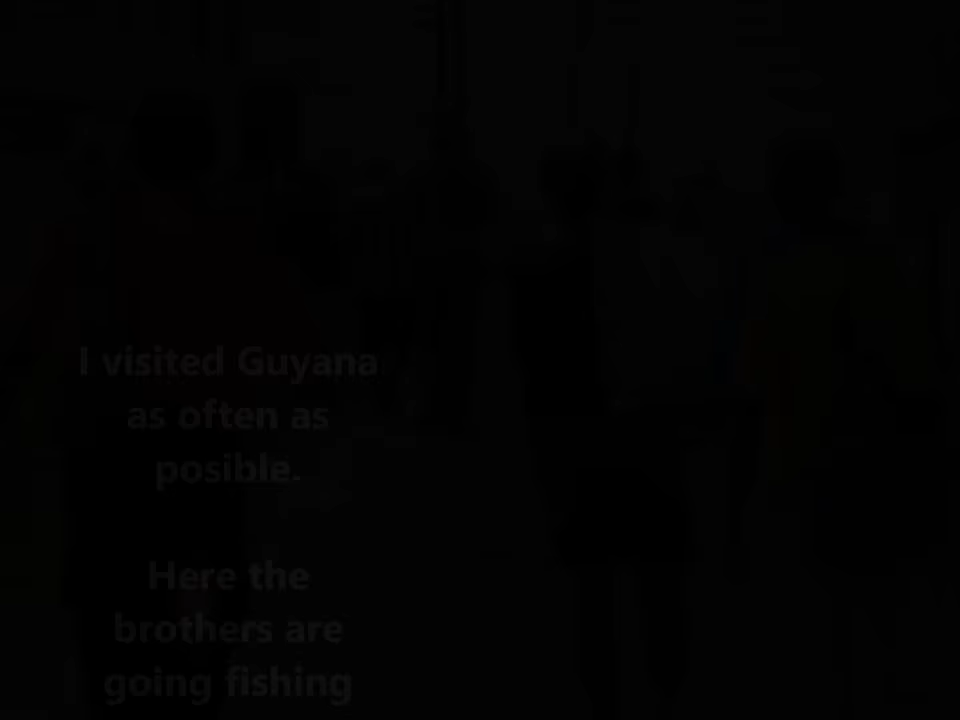 I visited Guyana
as often as
posible.
Here the
brothers are
going fishing